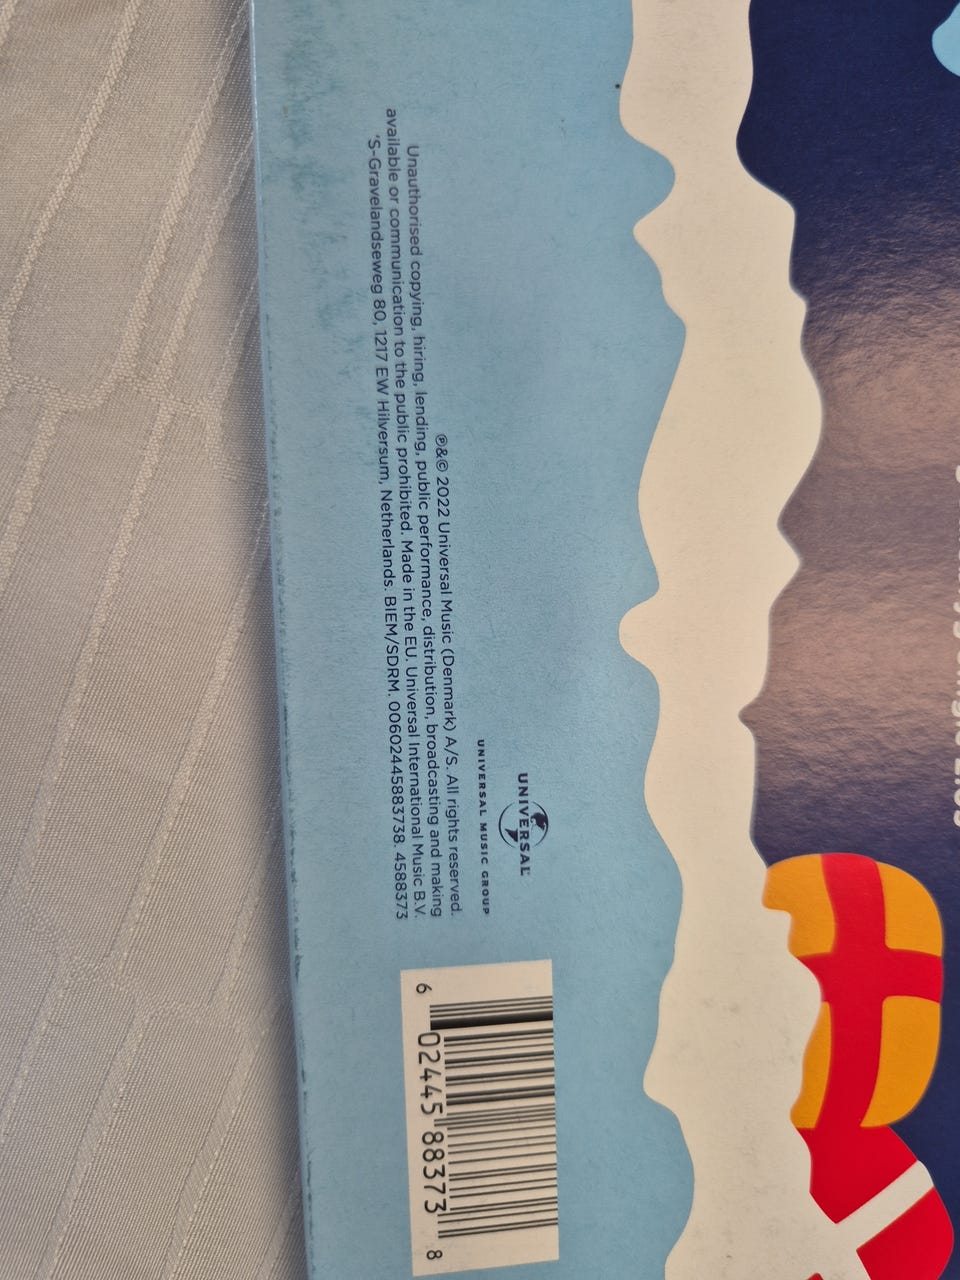 UNIVERSAL
UNIVERSAL MUSIC GROUP
℗&© 2022 Universal Music (Denmark) A/S. All rights reserved.
Unauthorised copying, hiring, lending, public performance, distribution, broadcasting and making
available or communication to the public prohibited. Made in the EU. Universal International Music B.V.
'S-Gravelandseweg 80, 1217 EW Hilversum, Netherlands. BIEM/SDRM. 00602445883738. 4588373
6 02445 88373 8